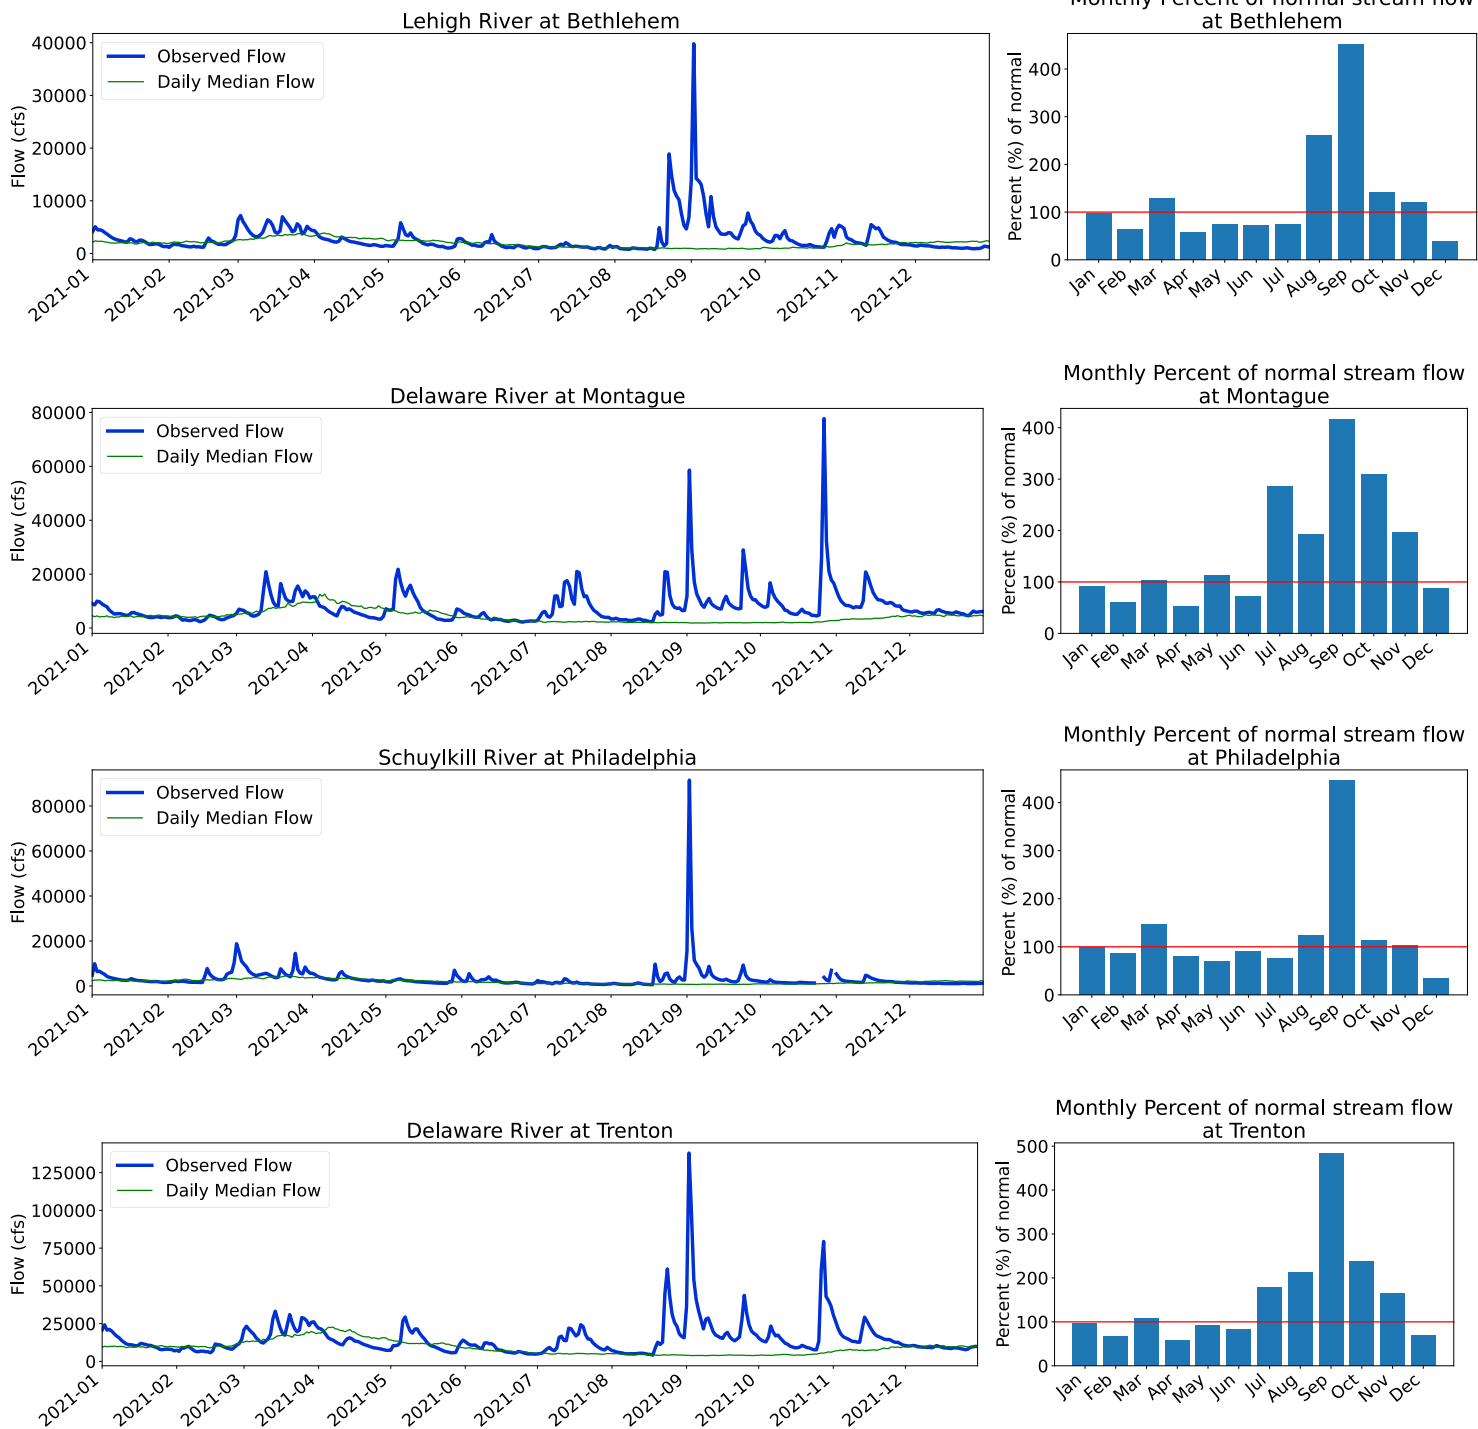 Lehigh River at Bethlehem
Observed Flow
Daily Median Flow
Flow (cfs)
40000
30000
20000
10000
0
2021-01
2021-02
2021-03
2021-04
2021-05
2021-06
2021-07
2021-08
2021-09
2021-10
2021-11
2021-12
Monthly Percent of normal stream flow
at Bethlehem
Percent (%) of normal
400
300
200
100
0
Jan
Feb
Mar
Apr
May
Jun
Jul
Aug
Sep
Oct
Nov
Dec
Delaware River at Montague
Observed Flow
Daily Median Flow
Flow (cfs)
80000
60000
40000
20000
0
2021-01
2021-02
2021-03
2021-04
2021-05
2021-06
2021-07
2021-08
2021-09
2021-10
2021-11
2021-12
Monthly Percent of normal stream flow
at Montague
Percent (%) of normal
400
300
200
100
0
Jan
Feb
Mar
Apr
May
Jun
Jul
Aug
Sep
Oct
Nov
Dec
Schuylkill River at Philadelphia
Observed Flow
Daily Median Flow
Flow (cfs)
80000
60000
40000
20000
0
2021-01
2021-02
2021-03
2021-04
2021-05
2021-06
2021-07
2021-08
2021-09
2021-10
2021-11
2021-12
Monthly Percent of normal stream flow
at Philadelphia
Percent (%) of normal
400
300
200
100
0
Jan
Feb
Mar
Apr
May
Jun
Jul
Aug
Sep
Oct
Nov
Dec
Delaware River at Trenton
Observed Flow
Daily Median Flow
Flow (cfs)
125000
100000
75000
50000
25000
0
2021-01
2021-02
2021-03
2021-04
2021-05
2021-06
2021-07
2021-08
2021-09
2021-10
2021-11
2021-12
Monthly Percent of normal stream flow
at Trenton
Percent (%) of normal
500
400
300
200
100
0
Jan
Feb
Mar
Apr
May
Jun
Jul
Aug
Sep
Oct
Nov
Dec